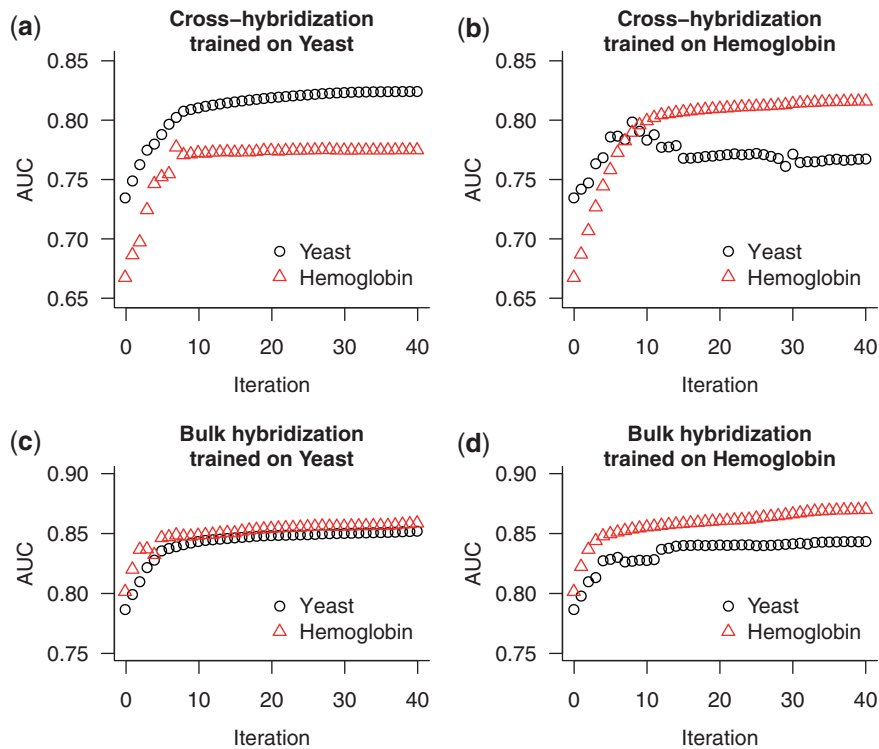 (a)
Cross−hybridization
trained on Yeast
0.85
0.80
0.75
0.70
0.65
AUC
Yeast
Hemoglobin
0 10 20 30 40
Iteration
(b)
Cross−hybridization
trained on Hemoglobin
0.85
0.80
0.75
0.70
0.65
AUC
Yeast
Hemoglobin
0 10 20 30 40
Iteration
(c)
Bulk hybridization
trained on Yeast
0.90
0.85
0.80
0.75
AUC
Yeast
Hemoglobin
0 10 20 30 40
Iteration
(d)
Bulk hybridization
trained on Hemoglobin
0.90
0.85
0.80
0.75
AUC
Yeast
Hemoglobin
0 10 20 30 40
Iteration